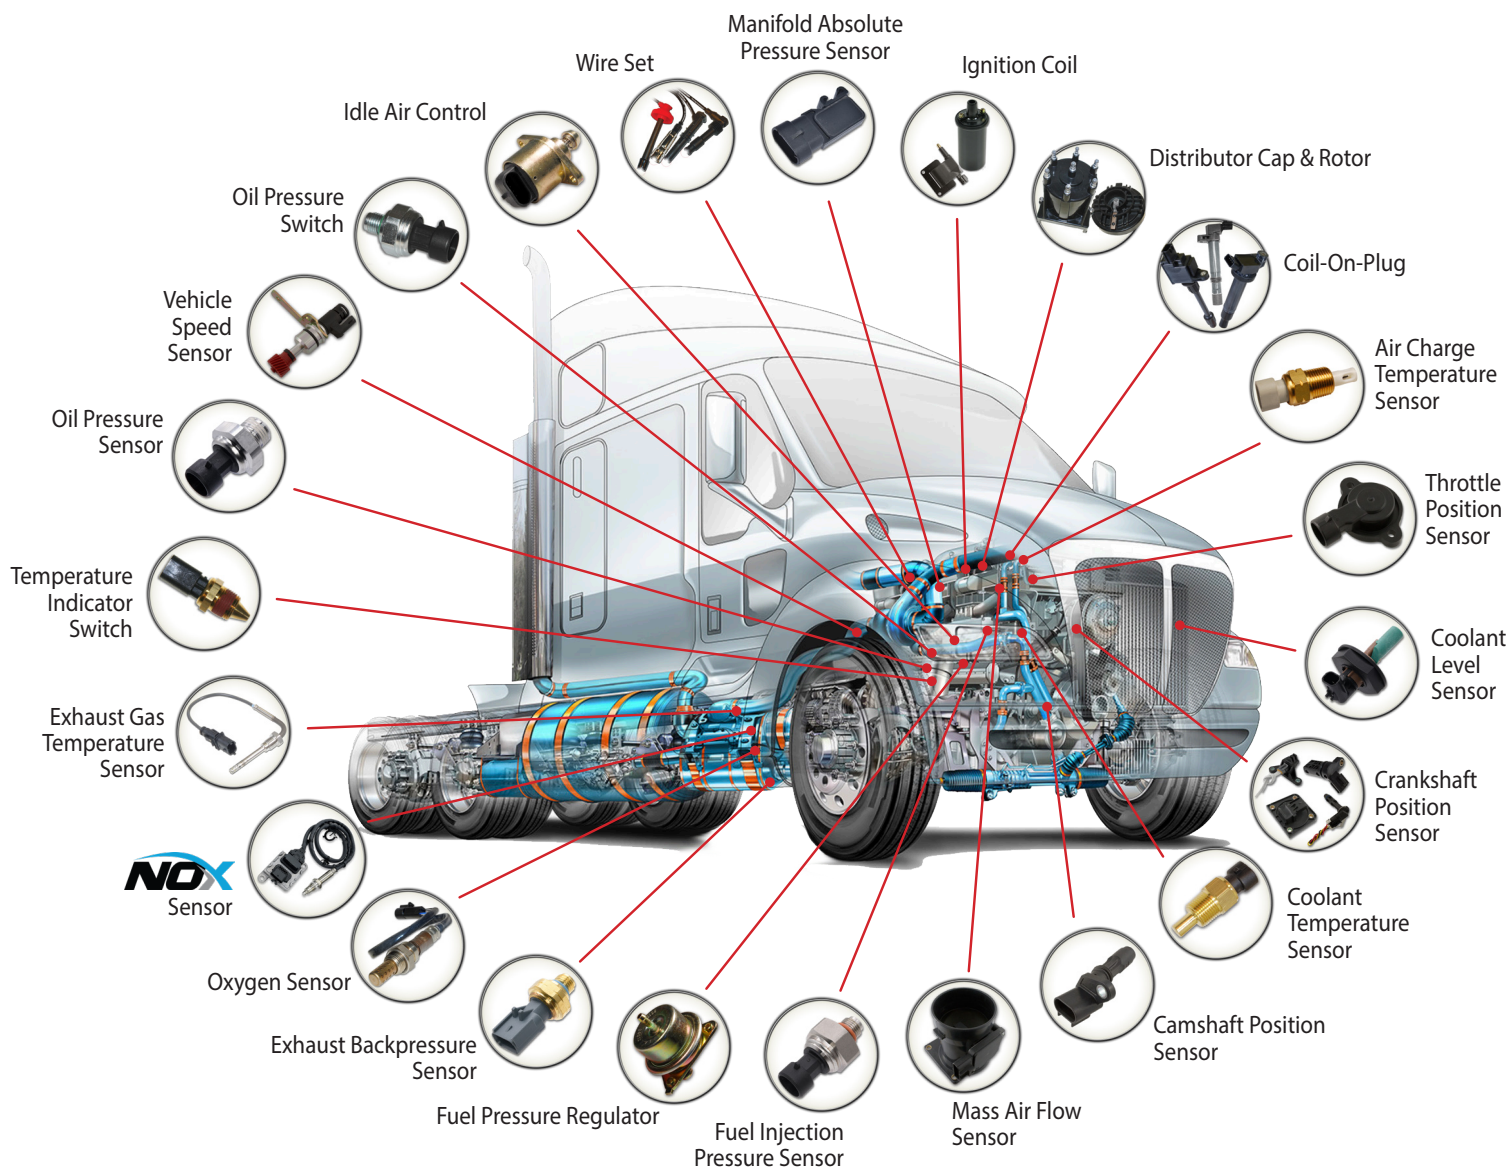 Manifold Absolute
Pressure Sensor
Wire Set
Ignition Coil
Idle Air Control
Distributor Cap & Rotor
Oil Pressure
Switch
Coil-On-Plug
Vehicle
Speed
Sensor
Air Charge
Temperature
Sensor
Oil Pressure
Sensor
Throttle
Position
Sensor
Temperature
Indicator
Switch
Coolant
Level
Sensor
Exhaust Gas
Temperature
Sensor
Crankshaft
Position
Sensor
NOX
Sensor
Coolant
Temperature
Sensor
Oxygen Sensor
Camshaft Position
Sensor
Exhaust Backpressure
Sensor
Fuel Pressure Regulator
Mass Air Flow
Sensor
Fuel Injection
Pressure Sensor